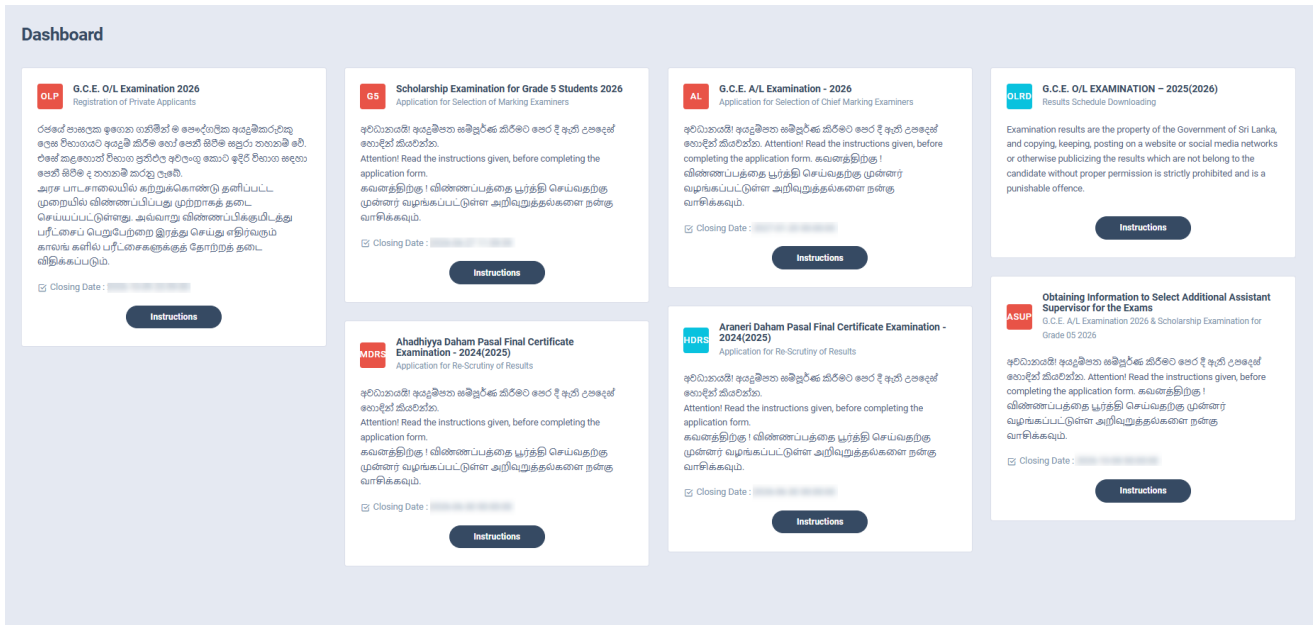 Dashboard
OLP
G.C.E. O/L Examination 2026
Registration of Private Applicants
රජයේ පාසලක ඉගෙන ගනිමින් ම පෞද්ගලික අයදුම්කරුවකු
ලෙස විභාගයට අයදුම් කිරීම හෝ පෙනී සිටීම සපුරා තහනම් වේ.
එසේ කළහොත් විභාග ප්‍රතිඵල අවලංගු කොට ඉදිරි විභාග සඳහා
පෙනී සිටීම ද තහනම් කරනු ලැබේ.
அரச பாடசாலையில் கற்றுக்கொண்டு தனிப்பட்ட
முறையில் விண்ணப்பிப்பது முற்றாகத் தடை
செய்யப்பட்டுள்ளது. அவ்வாறு விண்ணப்பிக்குமிடத்து
பரீட்சைப் பெறுபேற்றை இரத்து செய்து எதிர்வரும்
காலங் களில் பரீட்சைகளுக்குத் தோற்றத் தடை
விதிக்கப்படும்.
Closing Date :
Instructions
G5
Scholarship Examination for Grade 5 Students 2026
Application for Selection of Marking Examiners
අවධානයයි! අයදුම්පත සම්පූර්ණ කිරීමට පෙර දී ඇති උපදෙස්
හොඳින් කියවන්න.
Attention! Read the instructions given, before completing the
application form.
கவனத்திற்கு ! விண்ணப்பத்தை பூர்த்தி செய்வதற்கு
முன்னர் வழங்கப்பட்டுள்ள அறிவுறுத்தல்களை நன்கு
வாசிக்கவும்.
Closing Date :
Instructions
MDRS
Ahadhiyya Daham Pasal Final Certificate
Examination - 2024(2025)
Application for Re-Scrutiny of Results
අවධානයයි! අයදුම්පත සම්පූර්ණ කිරීමට පෙර දී ඇති උපදෙස්
හොඳින් කියවන්න.
Attention! Read the instructions given, before completing the
application form.
கவனத்திற்கு ! விண்ணப்பத்தை பூர்த்தி செய்வதற்கு
முன்னர் வழங்கப்பட்டுள்ள அறிவுறுத்தல்களை நன்கு
வாசிக்கவும்.
Closing Date :
Instructions
AL
G.C.E. A/L Examination - 2026
Application for Selection of Chief Marking Examiners
අවධානයයි! අයදුම්පත සම්පූර්ණ කිරීමට පෙර දී ඇති උපදෙස්
හොඳින් කියවන්න. Attention! Read the instructions given, before
completing the application form. கவனத்திற்கு !
விண்ணப்பத்தை பூர்த்தி செய்வதற்கு முன்னர்
வழங்கப்பட்டுள்ள அறிவுறுத்தல்களை நன்கு
வாசிக்கவும்.
Closing Date :
Instructions
HDRS
Araneri Daham Pasal Final Certificate Examination -
2024(2025)
Application for Re-Scrutiny of Results
අවධානයයි! අයදුම්පත සම්පූර්ණ කිරීමට පෙර දී ඇති උපදෙස්
හොඳින් කියවන්න.
Attention! Read the instructions given, before completing the
application form.
கவனத்திற்கு ! விண்ணப்பத்தை பூர்த்தி செய்வதற்கு
முன்னர் வழங்கப்பட்டுள்ள அறிவுறுத்தல்களை நன்கு
வாசிக்கவும்.
Closing Date :
Instructions
OLRD
G.C.E. O/L EXAMINATION – 2025(2026)
Results Schedule Downloading
Examination results are the property of the Government of Sri Lanka,
and copying, keeping, posting on a website or social media networks
or otherwise publicizing the results which are not belong to the
candidate without proper permission is strictly prohibited and is a
punishable offence.
Instructions
ASUP
Obtaining Information to Select Additional Assistant
Supervisor for the Exams
G.C.E. A/L Examination 2026 & Scholarship Examination for
Grade 05 2026
අවධානයයි! අයදුම්පත සම්පූර්ණ කිරීමට පෙර දී ඇති උපදෙස්
හොඳින් කියවන්න. Attention! Read the instructions given, before
completing the application form. கவனத்திற்கு !
விண்ணப்பத்தை பூர்த்தி செய்வதற்கு முன்னர்
வழங்கப்பட்டுள்ள அறிவுறுத்தல்களை நன்கு
வாசிக்கவும்.
Closing Date :
Instructions